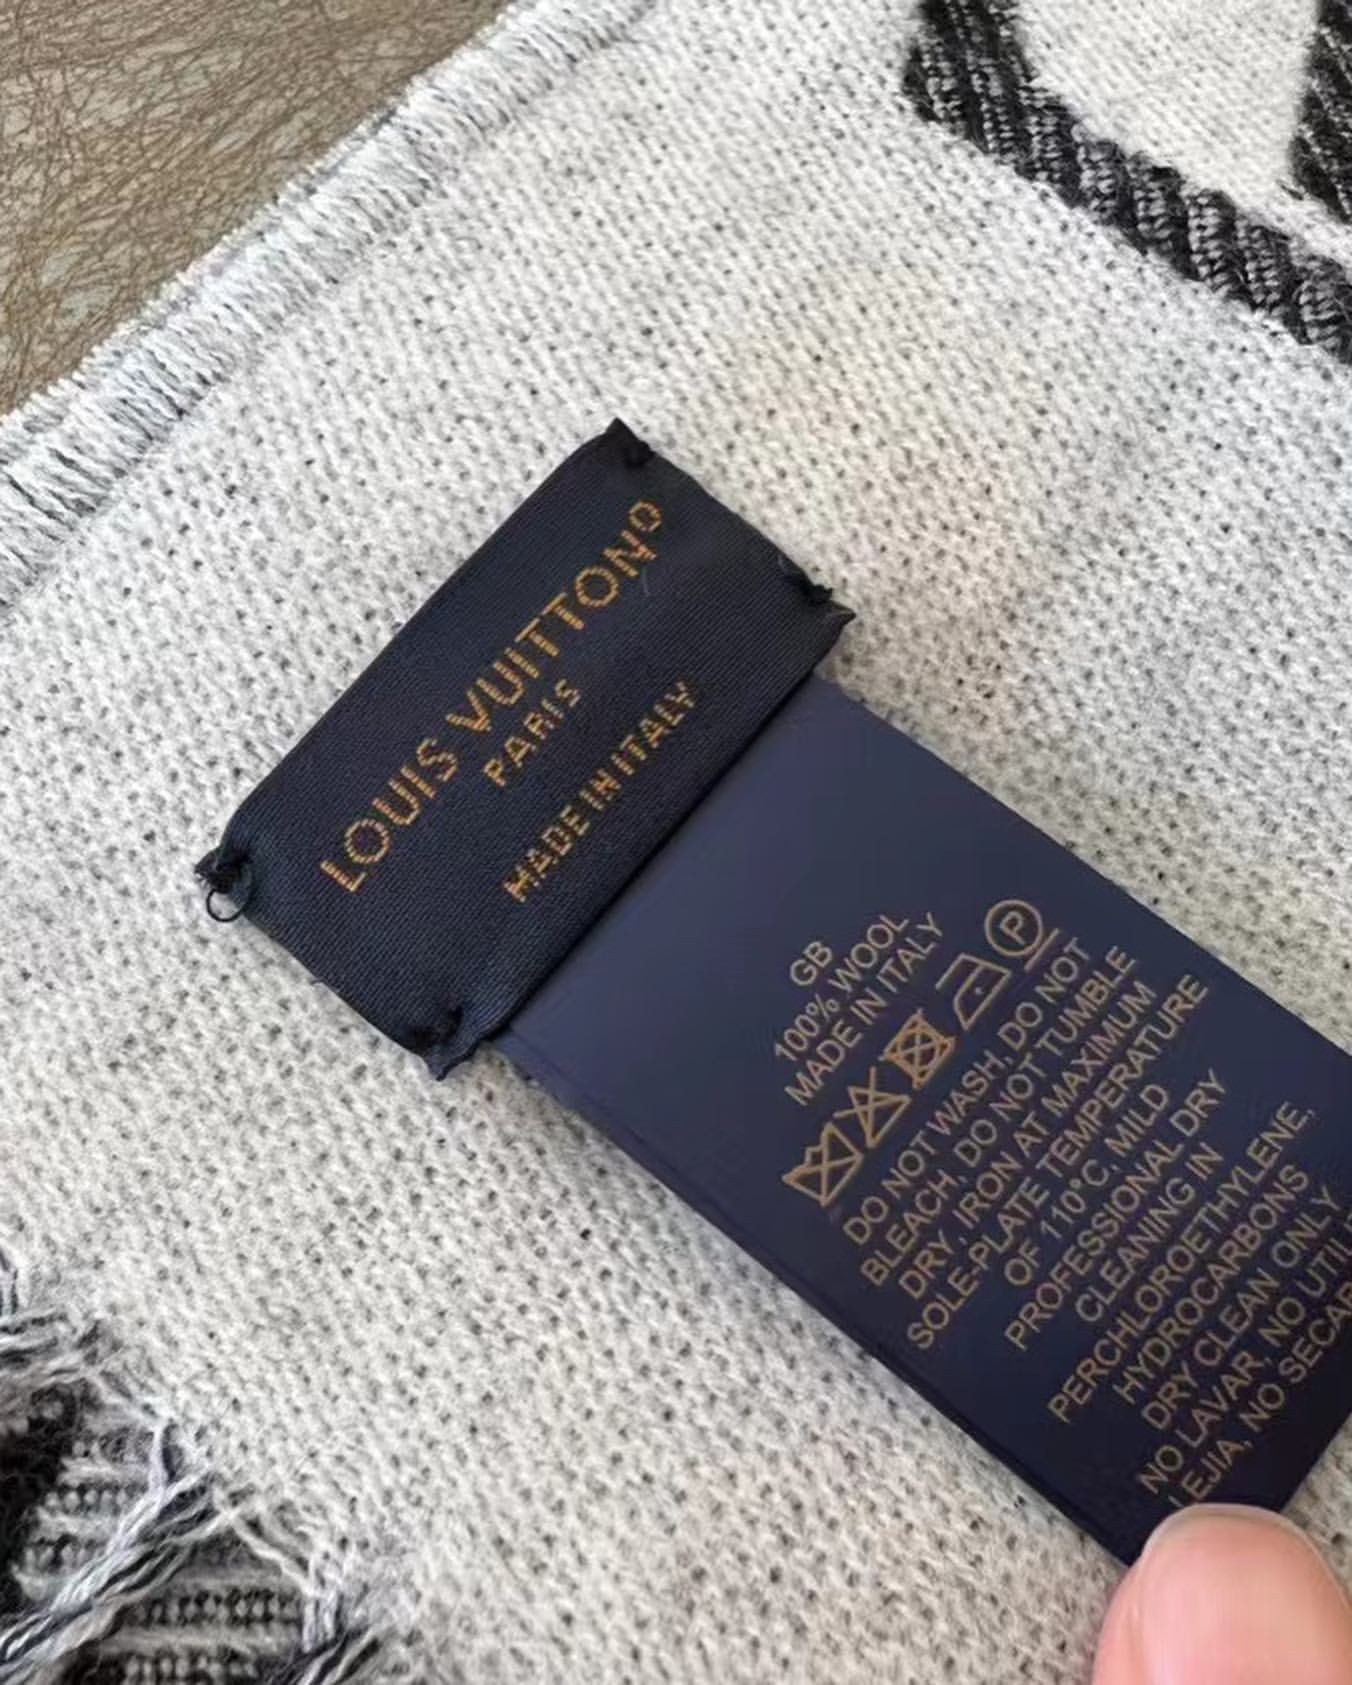 LOUIS VUITTON
PARIS
MADE IN ITALY
GB
100% WOOL
MADE IN ITALY
P
DO NOT WASH, DO NOT
BLEACH, DO NOT TUMBLE
DRY, IRON AT MAXIMUM
SOLE-PLATE TEMPERATURE
OF 110°C, MILD
PROFESSIONAL DRY
CLEANING IN
PERCHLOROETHYLENE,
HYDROCARBONS
DRY CLEAN ONLY
NO LAVAR, NO
NO